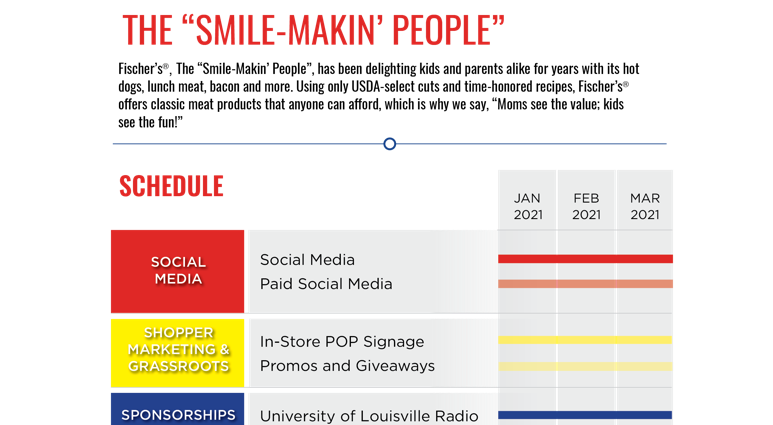 THE “SMILE-MAKIN’ PEOPLE”
Fischer’s®, The “Smile-Makin’ People”, has been delighting kids and parents alike for years with its hot
dogs, lunch meat, bacon and more. Using only USDA-select cuts and time-honored recipes, Fischer’s®
offers classic meat products that anyone can afford, which is why we say, “Moms see the value; kids
see the fun!”
SCHEDULE
JAN
2021
FEB
2021
MAR
2021
SOCIAL
MEDIA
Social Media
Paid Social Media
SHOPPER
MARKETING &
GRASSROOTS
In-Store POP Signage
Promos and Giveaways
SPONSORSHIPS
University of Louisville Radio